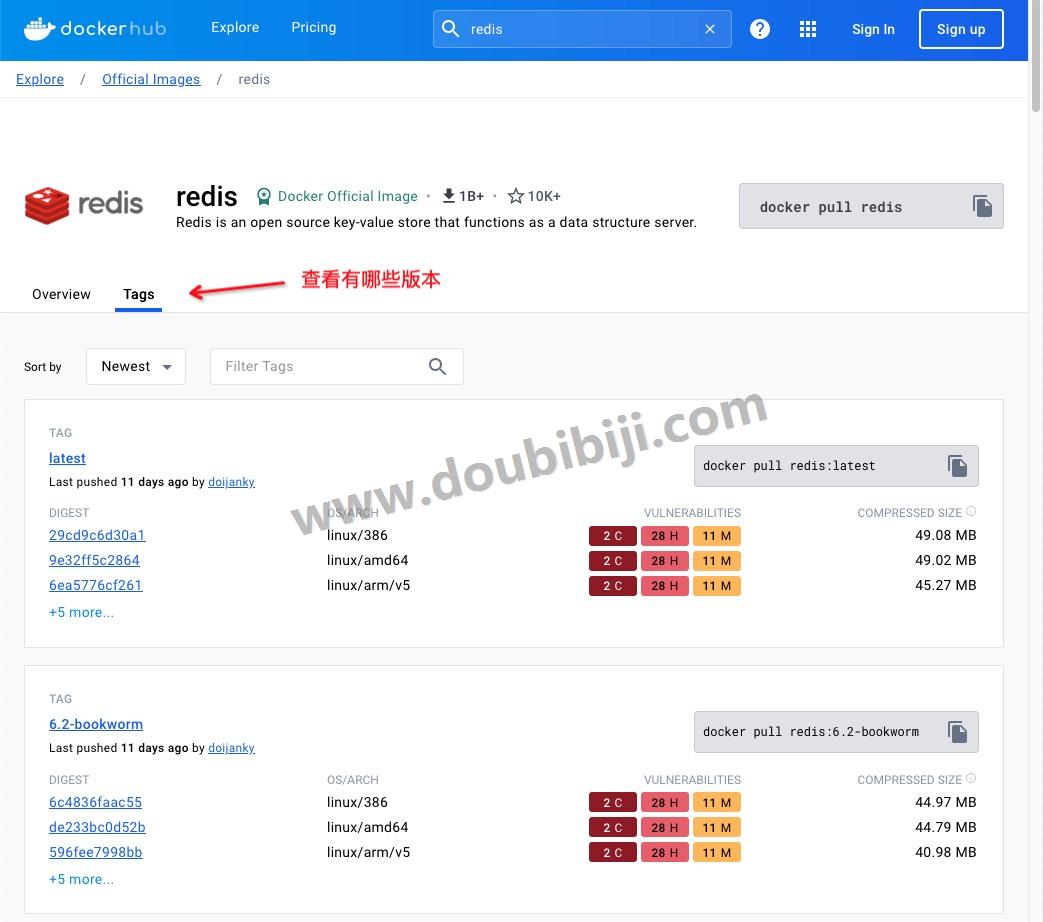 dockerhub Explore Pricing redis Sign In Sign up
Explore / Official Images / redis
redis redis Docker Official Image · 1B+ · 10K+
Redis is an open source key-value store that functions as a data structure server.
docker pull redis
查看有哪些版本
Overview Tags
Sort by Newest Filter Tags
www.doubibiji.com
TAG
latest
Last pushed 11 days ago by doijanky
docker pull redis:latest
DIGEST OS/ARCH VULNERABILITIES COMPRESSED SIZE
29cd9c6d30a1 linux/386 2 C 28 H 11 M 49.08 MB
9e32ff5c2864 linux/amd64 2 C 28 H 11 M 49.02 MB
6ea5776cf261 linux/arm/v5 2 C 28 H 11 M 45.27 MB
+5 more...
TAG
6.2-bookworm
Last pushed 11 days ago by doijanky
docker pull redis:6.2-bookworm
DIGEST OS/ARCH VULNERABILITIES COMPRESSED SIZE
6c4836faac55 linux/386 2 C 28 H 11 M 44.97 MB
de233bc0d52b linux/amd64 2 C 28 H 11 M 44.79 MB
596fee7998bb linux/arm/v5 2 C 28 H 11 M 40.98 MB
+5 more...